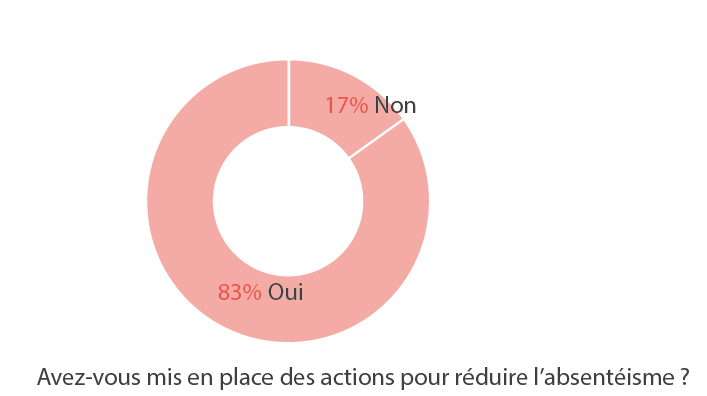 17% Non
83% Oui
Avez-vous mis en place des actions pour réduire l’absentéisme ?